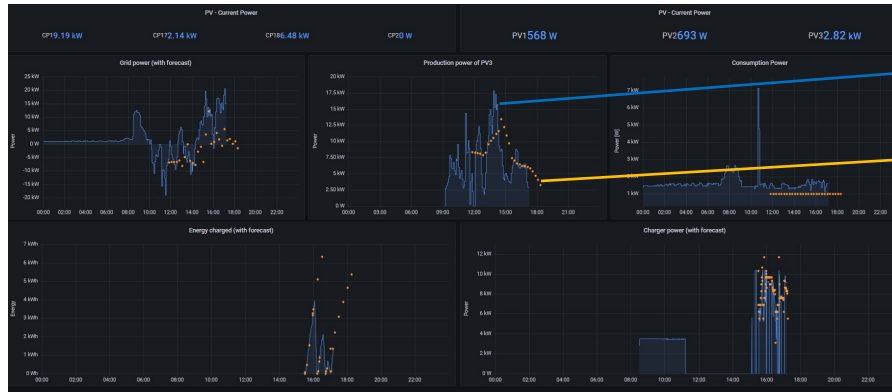 PV - Current Power
PV - Current Power
CP19.19 kW
CP172.14 kW
CP186.48 kW
CP20 W
PV1568 W
PV2693 W
PV32.82 kW
Grid power (with forecast)
Power
25 kW
20 kW
15 kW
10 kW
5 kW
0 W
-5 kW
-10 kW
-15 kW
-20 kW
00:00 02:00 04:00 06:00 08:00 10:00 12:00 14:00 16:00 18:00 20:00 22:00
Production power of PV3
Power
20 kW
17.5 kW
15 kW
12.5 kW
10 kW
7.50 kW
5 kW
2.50 kW
0 W
00:00 03:00 06:00 09:00 12:00 15:00 18:00 21:00
Consumption Power
Power [W]
7 kW
3 kW
2 kW
1 kW
00:00 02:00 04:00 06:00 08:00 10:00 12:00 14:00 16:00 18:00 20:00 22:00
Energy charged (with forecast)
Energy
7 kWh
6 kWh
5 kWh
4 kWh
3 kWh
2 kWh
1 kWh
0 Wh
00:00 02:00 04:00 06:00 08:00 10:00 12:00 14:00 16:00 18:00 20:00 22:00
Charger power (with forecast)
Power
12 kW
10 kW
8 kW
6 kW
4 kW
2 kW
0 W
00:00 02:00 04:00 06:00 08:00 10:00 12:00 14:00 16:00 18:00 20:00 22:00